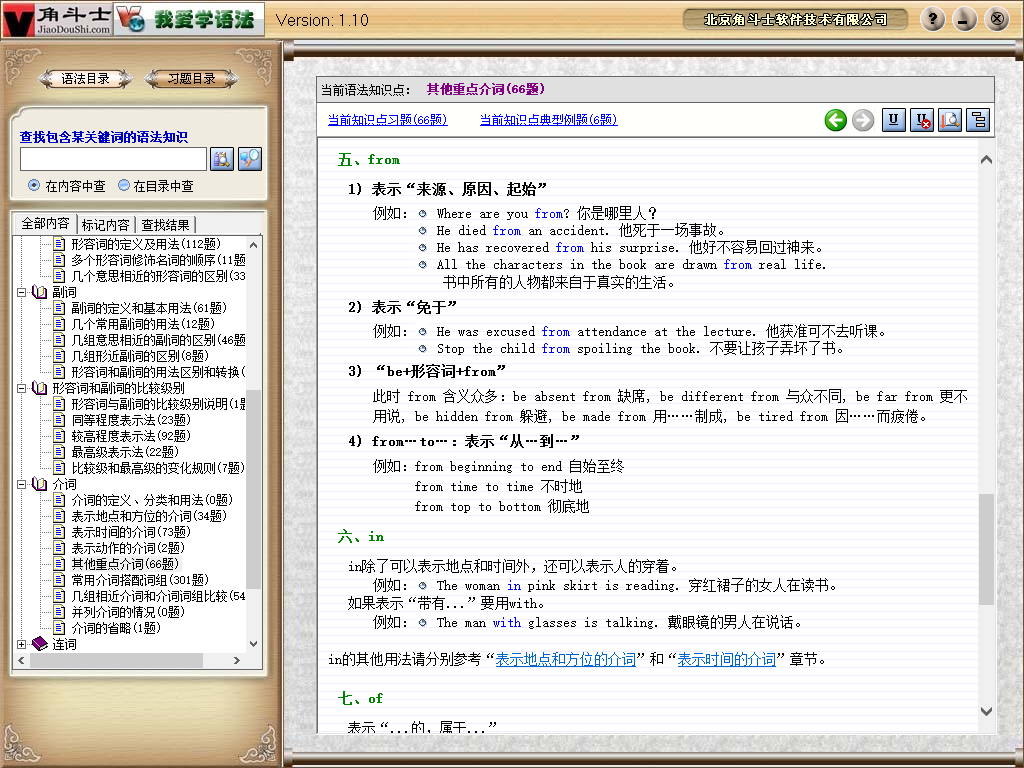 角斗士
JiaoDouShi.com
我爱学语法
Version: 1.10
北京角斗士软件技术有限公司
语法目录
习题目录
查找包含某关键词的语法知识
在内容中查
在目录中查
全部内容
标记内容
查找结果
形容词的定义及用法(112题)
多个形容词修饰名词的顺序(11题
几个意思相近的形容词的区别(33
副词
副词的定义和基本用法(61题)
几个常用副词的用法(12题)
几组意思相近的副词的区别(46题
几组形近副词的区别(8题)
形容词和副词的用法区别和转换(
形容词和副词的比较级别
形容词与副词的比较级别说明(1题
同等程度表示法(23题)
较高程度表示法(92题)
最高级表示法(22题)
比较级和最高级的变化规则(7题)
介词
介词的定义、分类和用法(0题)
表示地点和方位的介词(34题)
表示时间的介词(73题)
表示动作的介词(2题)
其他重点介词(66题)
常用介词搭配词组(301题)
几组相近介词和介词词组比较(54
并列介词的情况(0题)
介词的省略(1题)
连词
当前语法知识点: 其他重点介词(66题)
当前知识点习题(66题)
当前知识点典型例题(6题)
五、from
1) 表示“来源、原因、起始”
例如: Where are you from? 你是哪里人?
He died from an accident. 他死于一场事故。
He has recovered from his surprise. 他好不容易回过神来。
All the characters in the book are drawn from real life.
书中所有的人物都来自于真实的生活。
2) 表示“免于”
例如: He was excused from attendance at the lecture. 他获准可不去听课。
Stop the child from spoiling the book. 不要让孩子弄坏了书。
3) “be+形容词+from”
此时 from 含义众多: be absent from 缺席, be different from 与众不同, be far from 更不
用说, be hidden from 躲避, be made from 用……制成, be tired from 因……而疲倦。
4) from…to…: 表示“从…到…”
例如: from beginning to end 自始至终
from time to time 不时地
from top to bottom 彻底地
六、in
in除了可以表示地点和时间外，还可以表示人的穿着。
例如: The woman in pink skirt is reading. 穿红裙子的女人在读书。
如果表示“带有...”要用with。
例如: The man with glasses is talking. 戴眼镜的男人在说话。
in的其他用法请分别参考“表示地点和方位的介词”和“表示时间的介词”章节。
七、of
表示“...的，属于...”